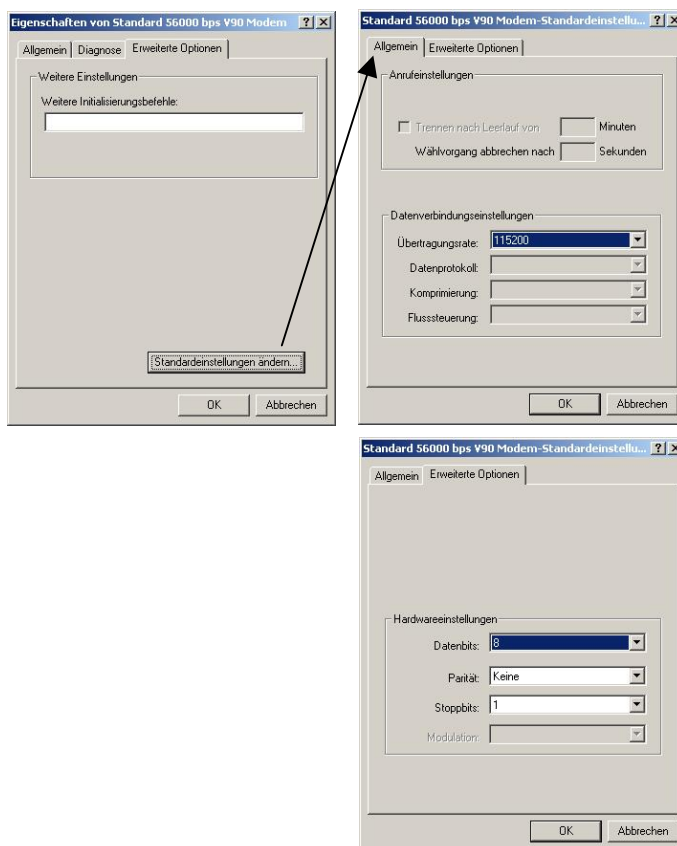 Eigenschaften von Standard 56000 bps V90 Modem
Allgemein Diagnose Erweiterte Optionen
Weitere Einstellungen
Weitere Initialisierungsbefehle:
Standardeinstellungen ändern...
OK Abbrechen
Standard 56000 bps V90 Modem-Standardeinstellu...
Allgemein Erweiterte Optionen
Anrufeinstellungen
Trennen nach Leerlauf von Minuten
Wählvorgang abbrechen nach Sekunden
Datenverbindungseinstellungen
Übertragungsrate: 115200
Datenprotokoll:
Komprimierung:
Flusssteuerung:
OK Abbrechen
Standard 56000 bps V90 Modem-Standardeinstellu...
Allgemein Erweiterte Optionen
Hardwareeinstellungen
Datenbits: 8
Parität: Keine
Stoppbits: 1
Modulation:
OK Abbrechen